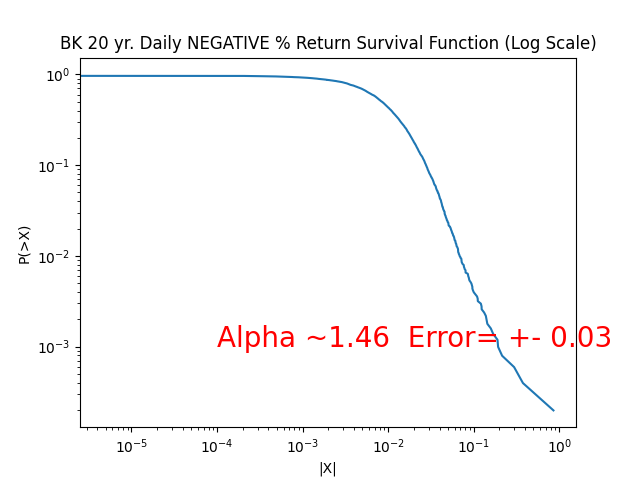 BK 20 yr. Daily NEGATIVE % Return Survival Function (Log Scale)
10⁰
10⁻¹
10⁻²
10⁻³
P(>X)
Alpha ~1.46  Error= +- 0.03
10⁻⁵ 10⁻⁴ 10⁻³ 10⁻² 10⁻¹ 10⁰
|X|